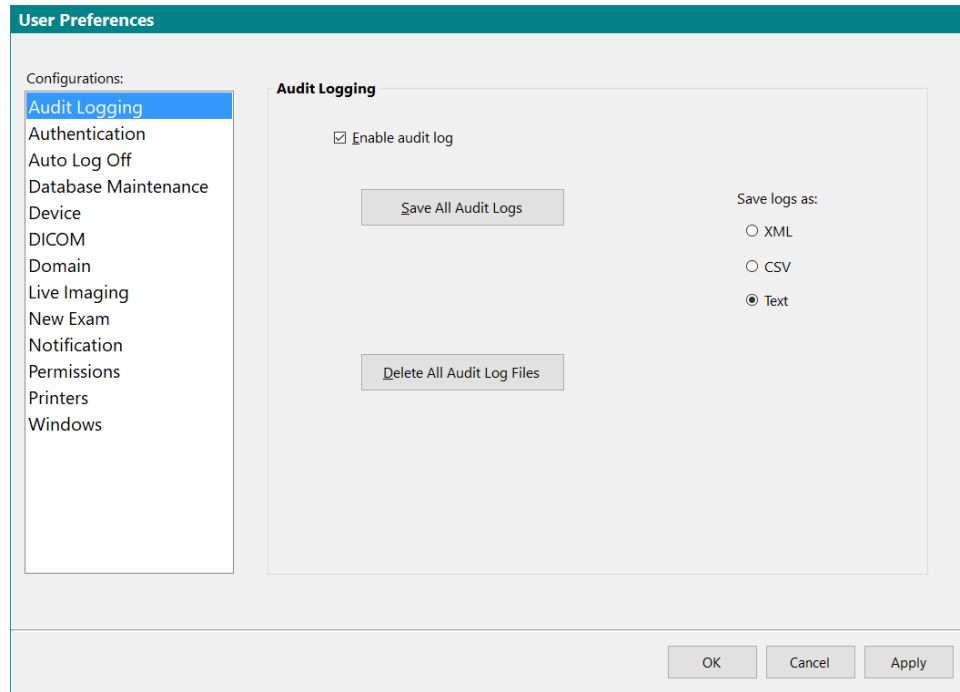 User Preferences
Configurations:
Audit Logging
Authentication
Auto Log Off
Database Maintenance
Device
DICOM
Domain
Live Imaging
New Exam
Notification
Permissions
Printers
Windows
Audit Logging
Enable audit log
Save All Audit Logs
Save logs as:
XML
CSV
Text
Delete All Audit Log Files
OK Cancel Apply